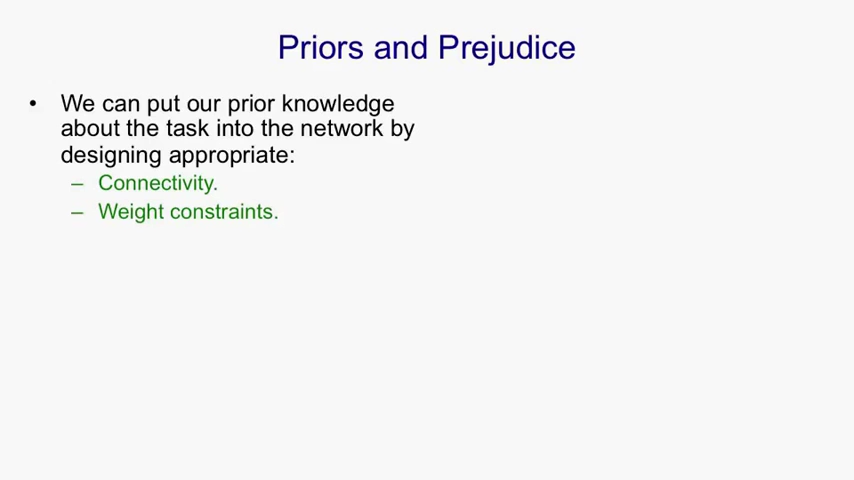 Priors and Prejudice
• We can put our prior knowledge
about the task into the network by
designing appropriate:
– Connectivity.
– Weight constraints.